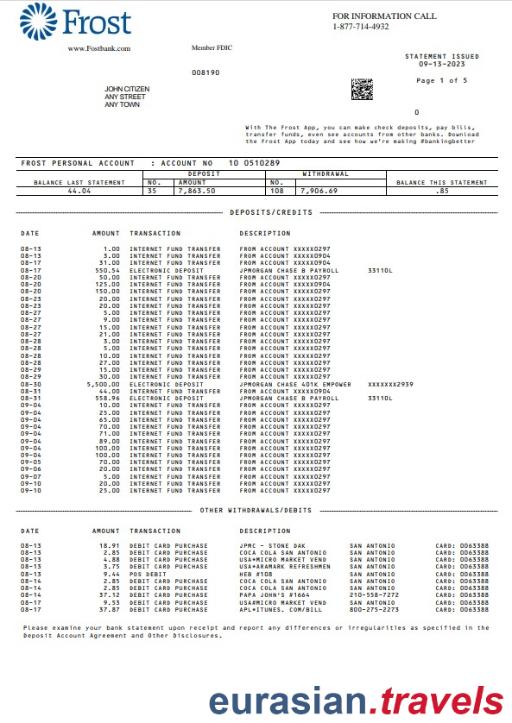 Frost
FOR INFORMATION CALL
1-877-714-4932
www.Fostbank.com
Member FDIC
STATEMENT ISSUED
09-13-2023
008190
Page 1 of 5
JOHN CITIZEN
ANY STREET
ANY TOWN
0
With The Frost App, you can make check deposits, pay bills,
transfer funds, even see accounts from other banks. Download
the Frost App today and see how we're making #bankingbetter
FROST PERSONAL ACCOUNT : ACCOUNT NO 10 0510289
DEPOSIT WITHDRAWAL
BALANCE LAST STATEMENT NO. AMOUNT NO. BALANCE THIS STATEMENT
44.04 35 7,863.50 108 7,906.69 .85
DEPOSITS/CREDITS
DATE AMOUNT TRANSACTION DESCRIPTION
08-13 1.00 INTERNET FUND TRANSFER FROM ACCOUNT XXXXX0297
08-13 3.00 INTERNET FUND TRANSFER FROM ACCOUNT XXXXX0904
08-17 31.00 INTERNET FUND TRANSFER FROM ACCOUNT XXXXX0904
08-17 550.54 ELECTRONIC DEPOSIT JPMORGAN CHASE B PAYROLL 33110L
08-20 50.00 INTERNET FUND TRANSFER FROM ACCOUNT XXXXX0297
08-20 125.00 INTERNET FUND TRANSFER FROM ACCOUNT XXXXX0904
08-20 150.00 INTERNET FUND TRANSFER FROM ACCOUNT XXXXX0904
08-23 20.00 INTERNET FUND TRANSFER FROM ACCOUNT XXXXX0297
08-23 20.00 INTERNET FUND TRANSFER FROM ACCOUNT XXXXX0297
08-27 5.00 INTERNET FUND TRANSFER FROM ACCOUNT XXXXX0297
08-27 9.00 INTERNET FUND TRANSFER FROM ACCOUNT XXXXX0297
08-27 15.00 INTERNET FUND TRANSFER FROM ACCOUNT XXXXX0297
08-27 21.00 INTERNET FUND TRANSFER FROM ACCOUNT XXXXX0297
08-28 3.00 INTERNET FUND TRANSFER FROM ACCOUNT XXXXX0297
08-28 5.00 INTERNET FUND TRANSFER FROM ACCOUNT XXXXX0297
08-28 10.00 INTERNET FUND TRANSFER FROM ACCOUNT XXXXX0297
08-28 27.00 INTERNET FUND TRANSFER FROM ACCOUNT XXXXX0297
08-29 15.00 INTERNET FUND TRANSFER FROM ACCOUNT XXXXX0297
08-29 30.00 INTERNET FUND TRANSFER FROM ACCOUNT XXXXX0297
08-30 5,500.00 ELECTRONIC DEPOSIT JPMORGAN CHASE 401K EMPOWER XXXXXXX2939
08-31 44.00 INTERNET FUND TRANSFER FROM ACCOUNT XXXXX0904
08-31 558.96 ELECTRONIC DEPOSIT JPMORGAN CHASE B PAYROLL 33110L
09-04 10.00 INTERNET FUND TRANSFER FROM ACCOUNT XXXXX0297
09-04 23.00 INTERNET FUND TRANSFER FROM ACCOUNT XXXXX0297
09-04 65.00 INTERNET FUND TRANSFER FROM ACCOUNT XXXXX0297
09-04 70.00 INTERNET FUND TRANSFER FROM ACCOUNT XXXXX0297
09-04 71.00 INTERNET FUND TRANSFER FROM ACCOUNT XXXXX0297
09-04 89.00 INTERNET FUND TRANSFER FROM ACCOUNT XXXXX0297
09-04 100.00 INTERNET FUND TRANSFER FROM ACCOUNT XXXXX0297
09-04 100.00 INTERNET FUND TRANSFER FROM ACCOUNT XXXXX0297
09-05 70.00 INTERNET FUND TRANSFER FROM ACCOUNT XXXXX0297
09-06 20.00 INTERNET FUND TRANSFER FROM ACCOUNT XXXXX0297
09-07 5.00 INTERNET FUND TRANSFER FROM ACCOUNT XXXXX0297
09-10 20.00 INTERNET FUND TRANSFER FROM ACCOUNT XXXXX0297
09-10 25.00 INTERNET FUND TRANSFER FROM ACCOUNT XXXXX0297
OTHER WITHDRAWALS/DEBITS
DATE AMOUNT TRANSACTION DESCRIPTION
08-13 18.91 DEBIT CARD PURCHASE JPMC - STONE OAK SAN ANTONIO CARD: 0063388
08-13 2.85 DEBIT CARD PURCHASE COCA COLA SAN ANTONIO SAN ANTONIO CARD: 0063388
08-13 4.88 DEBIT CARD PURCHASE USA*MICRO MARKET VEND SAN ANTONIO CARD: 0063388
08-13 3.75 DEBIT CARD PURCHASE USA*ARAMARK REFRESHMEN SAN ANTONIO CARD: 0063388
08-13 9.44 POS DEBIT HEB #108 SAN ANTONIO CARD: 0063388
08-14 2.85 DEBIT CARD PURCHASE COCA COLA SAN ANTONIO SAN ANTONIO CARD: 0063388
08-14 2.85 DEBIT CARD PURCHASE COCA COLA SAN ANTONIO SAN ANTONIO CARD: 0063388
08-14 37.12 DEBIT CARD PURCHASE PAPA JOHN'S #1664 210-558-7272 CARD: 0063388
08-17 9.53 DEBIT CARD PURCHASE USA#MICRO MARKET VEND SAN ANTONIO CARD: 0063388
08-17 37.87 DEBIT CARD PURCHASE APL*ITUNES. COM/BILL 800-275-2273 CARD: 0063388
Please examine your bank statement upon receipt and report any differences or irregularities as specified in the
Deposit Account Agreement and Other Disclosures.
eurasian.travels